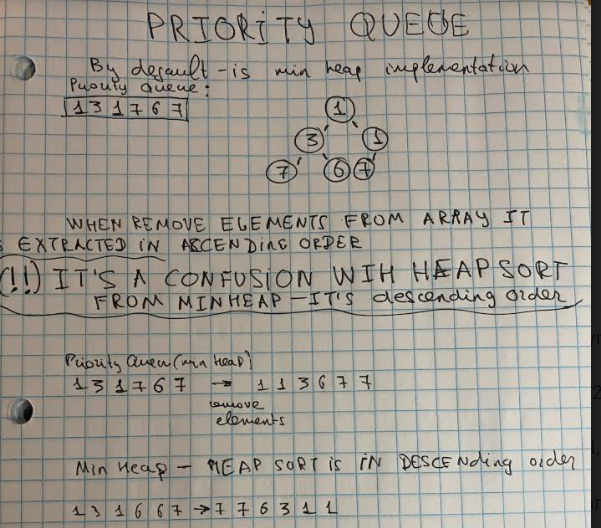 PRIORITY QUEUE
By default - is min heap implementation
Priority Queue:
1 3 1 7 6 7
1
3 1
7 6 7
WHEN REMOVE ELEMENTS FROM ARRAY IT
EXTRACTED IN ASCENDING ORDER
(!!) IT'S A CONFUSION WIH HEAP SORT
FROM MINHEAP - IT'S descending order
Priority Queue (min Heap)
1 3 1 7 6 7 → 1 1 3 6 7 7
remove
elements
Min Heap - HEAP SORT is IN DESCENDing order
1 3 1 6 6 7 → 7 7 6 3 1 1